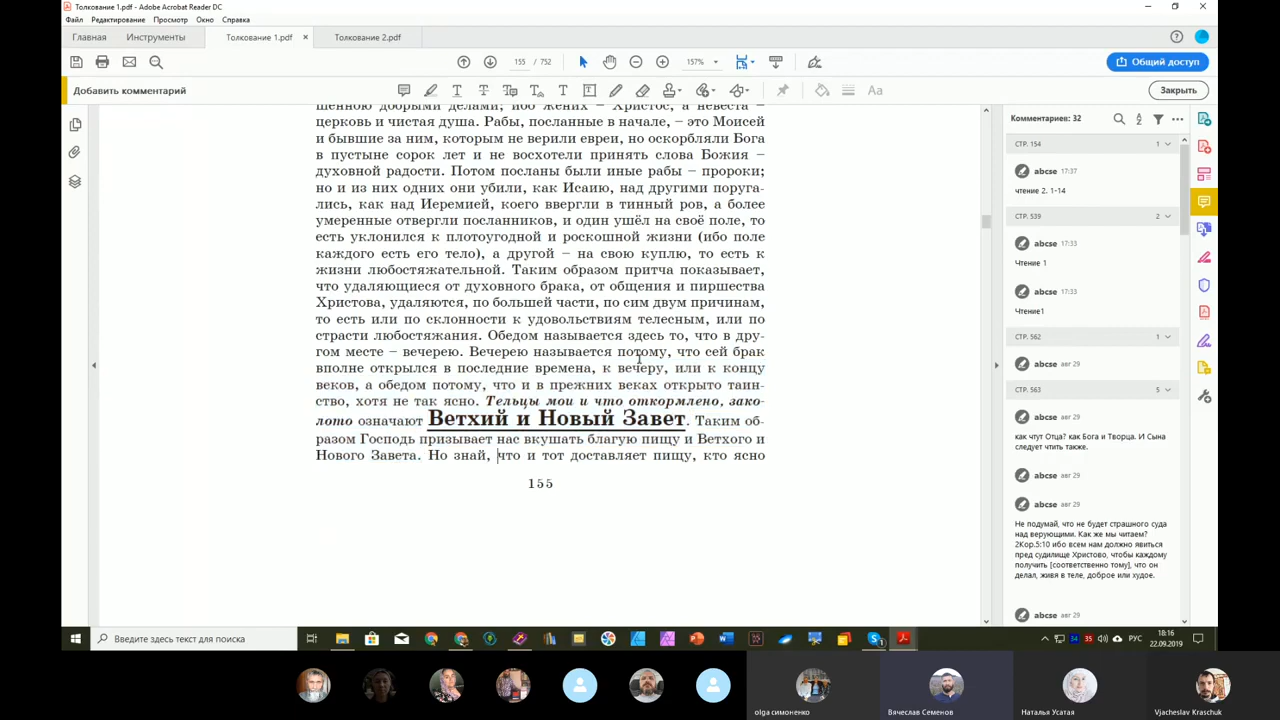 Толкование 1.pdf - Adobe Acrobat Reader DC
Файл Редактирование Просмотр Окно Справка
Главная Инструменты Толкование 1.pdf × Толкование 2.pdf
155 / 752 157% Общий доступ
Добавить комментарий Закрыть
шенною добрыми делами; ибо жених – Христос, а невеста –
церковь и чистая душа. Рабы, посланные в начале, – это Моисей
и бывшие за ним, которым не верили евреи, но оскорбляли Бога
в пустыне сорок лет и не восхотели принять слова Божия –
духовной радости. Потом посланы были иные рабы – пророки;
но и из них одних они убили, как Исаию, над другими поруга-
лись, как над Иеремией, коего ввергли в тинный ров, а более
умеренные отвергли посланников, и один ушёл на своё поле, то
есть уклонился к плотоугодной и роскошной жизни (ибо поле
каждого есть его тело), а другой – на свою куплю, то есть к
жизни любостяжательной. Таким образом притча показывает,
что удаляющиеся от духовного брака, от общения и пиршества
Христова, удаляются, по большей части, по сим двум причинам,
то есть или по склонности к удовольствиям телесным, или по
страсти любостяжания. Обедом называется здесь то, что в дру-
гом месте – вечерею. Вечерею называется потому, что сей брак
вполне открылся в последние времена, к вечеру, или к концу
веков, а обедом потому, что и в прежних веках открыто таин-
ство, хотя не так ясно. Тельцы мои и что откормлено, зако-
лото означают Ветхий и Новый Завет. Таким об-
разом Господь призывает нас вкушать благую пищу и Ветхого и
Нового Завета. Но знай, что и тот доставляет пищу, кто ясно
155
Комментариев: 32
СТР. 154 1
abcse 17:37
чтение 2. 1-14
СТР. 539 2
abcse 17:33
Чтение 1
abcse 17:33
Чтение1
СТР. 562 1
abcse авг 29
СТР. 563 5
abcse авг 29
как чтут Отца? как Бога и Творца. И Сына
следует чтить также.
abcse авг 29
abcse авг 29
Не подумай, что не будет страшного суда
над верующими. Как же мы читаем?
2Кор.5:10 ибо всем нам должно явиться
пред судилище Христово, чтобы каждому
получить [соответственно тому], что он
делал, живя в теле, доброе или худое.
abcse авг 29
Введите здесь текст для поиска
34 35 РУС 18:16
22.09.2019
olga симоненко Вячеслав Семенов Наталья Усатая Vjacheslav Kraschuk